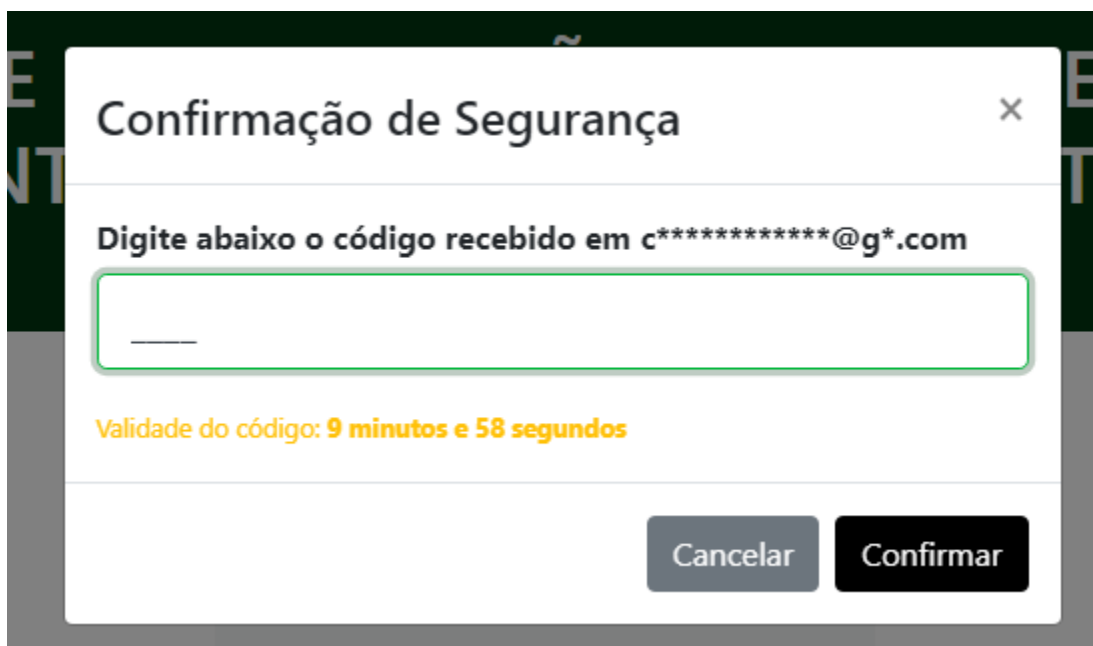 Confirmação de Segurança
×
Digite abaixo o código recebido em c************@g*.com
____
Validade do código: 9 minutos e 58 segundos
Cancelar Confirmar